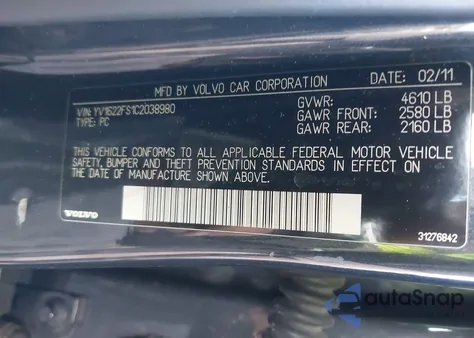 MFD BY VOLVO CAR CORPORATION DATE: 02/11
VIN: YV1622FS1C2038980 GVWR: 4610 LB
TYPE: PC GAWR FRONT: 2580 LB
GAWR REAR: 2160 LB
THIS VEHICLE CONFORMS TO ALL APPLICABLE FEDERAL MOTOR VEHICLE
SAFETY, BUMPER AND THEFT PREVENTION STANDARDS IN EFFECT ON
THE DATE OF MANUFACTURE SHOWN ABOVE.
VOLVO
31276842
autoSnap